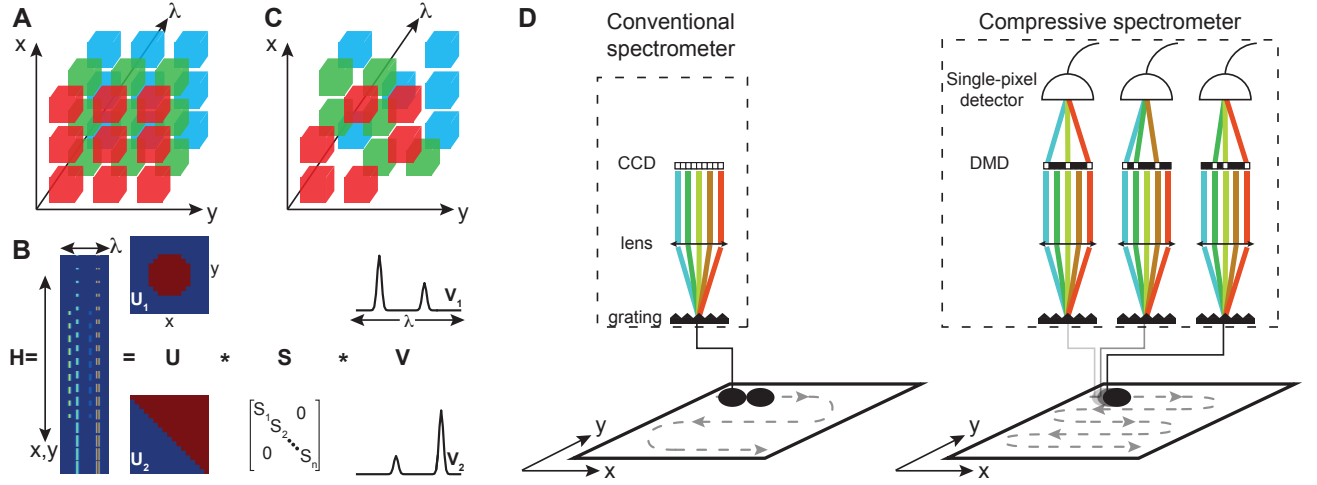 A
x
λ
y
B
λ
H=
x,y
U₁
y
x
= U * S * V
U₂
S₁ 0
S₂
0 Sₙ
V₁
λ
V₂
C
x
λ
y
D
Conventional
spectrometer
CCD
lens
grating
y
x
Compressive spectrometer
Single-pixel
detector
DMD
y
x